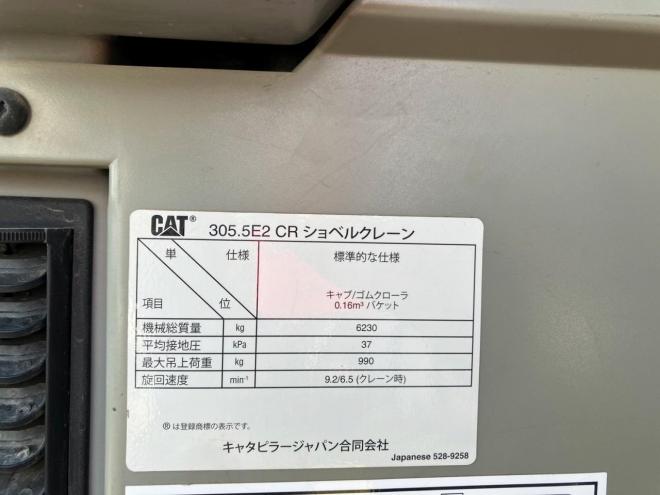 CAT® 305.5E2 CR ショベルクレーン
単 仕様 標準的な仕様
項目 位 キャブ/ゴムクローラ
0.16m³ バケット
機械総質量 kg 6230
平均接地圧 kPa 37
最大吊上荷重 kg 990
旋回速度 min⁻¹ 9.2/6.5 (クレーン時)
® は登録商標の表示です。
キャタピラージャパン合同会社
Japanese 528-9258